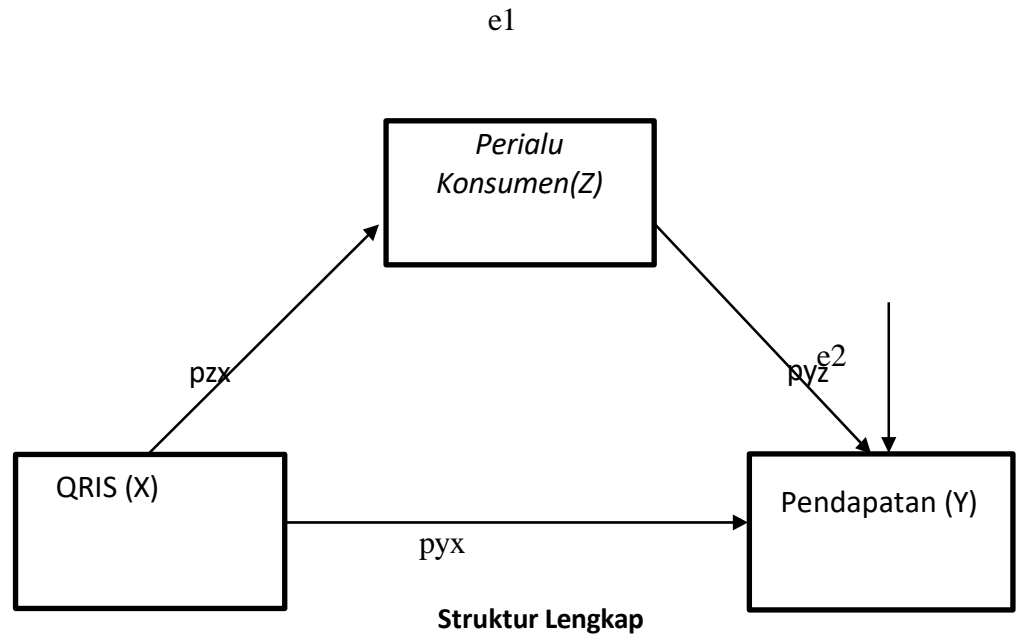 e1
Perialu
Konsumen(Z)
pzx
pyz
e2
QRIS (X)
Pendapatan (Y)
pyx
Struktur Lengkap